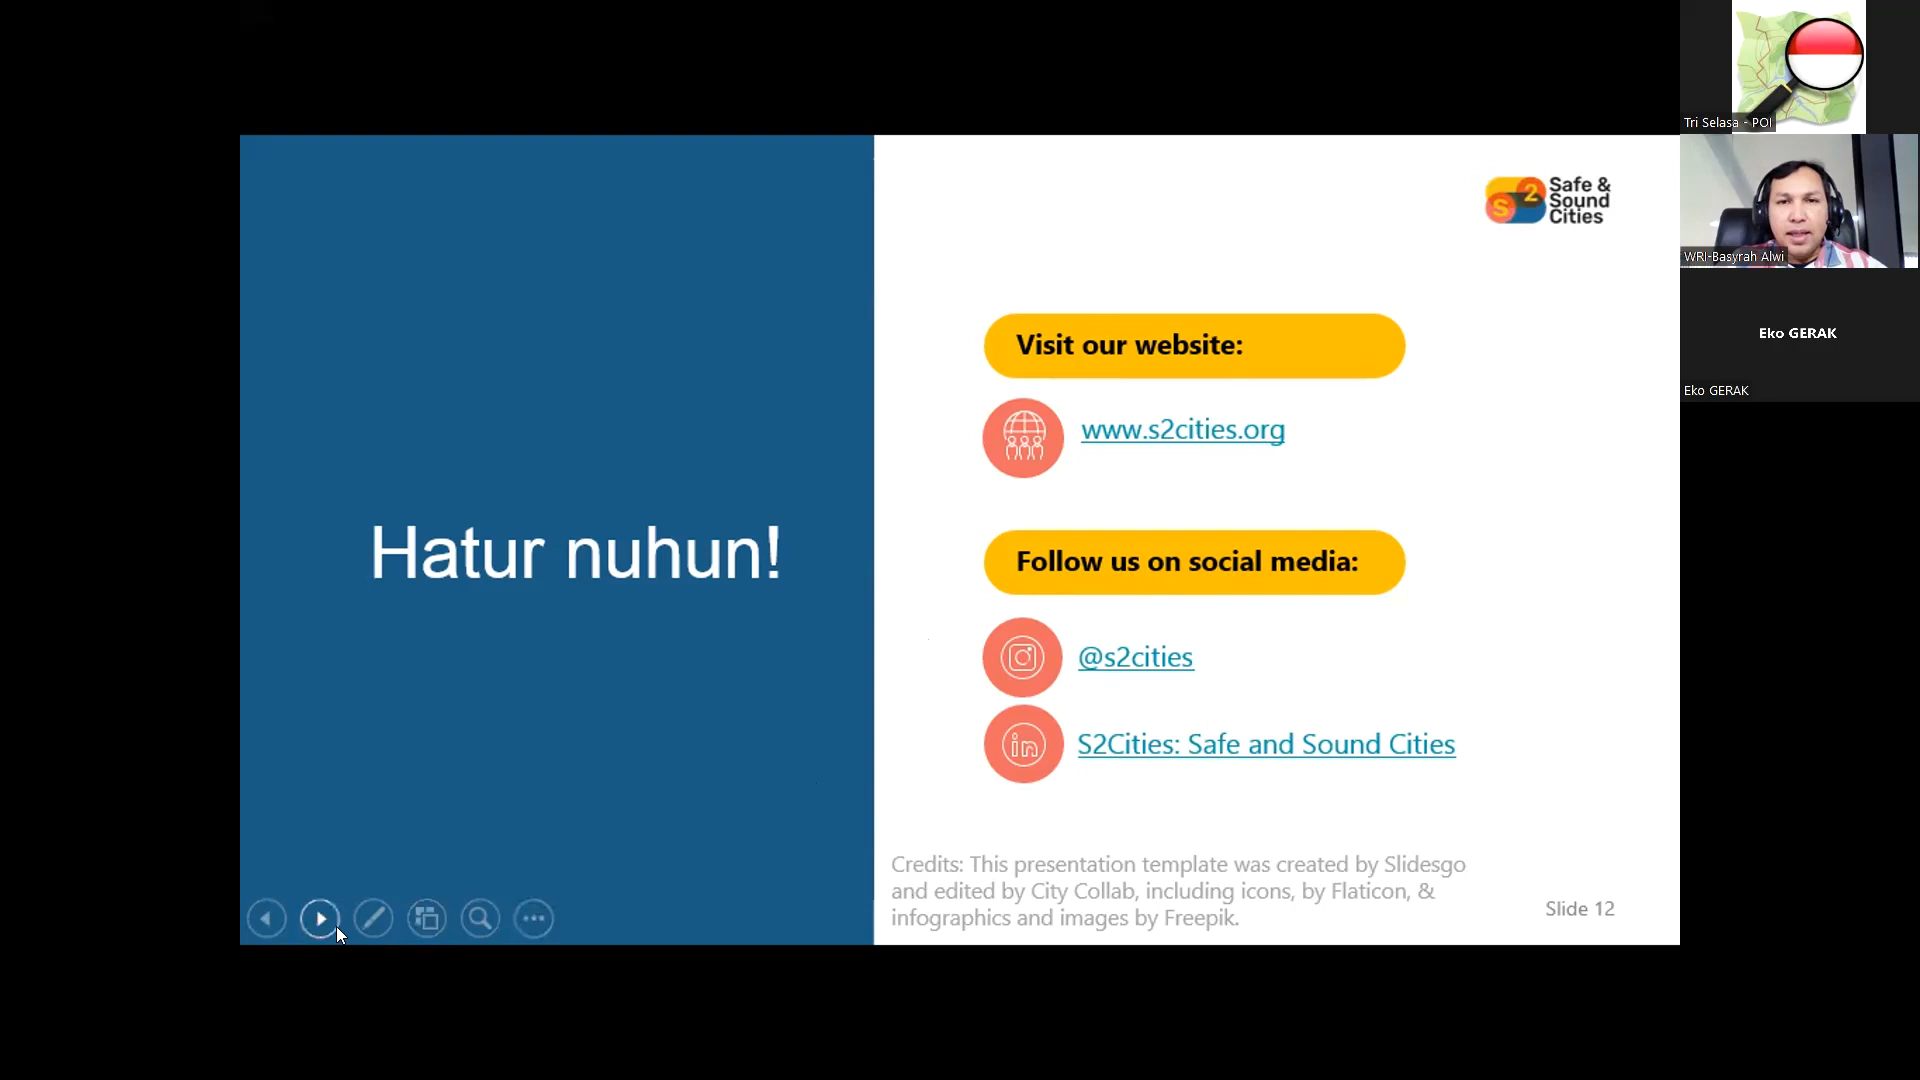 Hatur nuhun!
S2
Safe &
Sound
Cities
Visit our website:
www.s2cities.org
Follow us on social media:
@s2cities
in
S2Cities: Safe and Sound Cities
Credits: This presentation template was created by Slidesgo
and edited by City Collab, including icons, by Flaticon, &
infographics and images by Freepik.
Slide 12
Tri Selasa - POI
WRI-Basyrah Alwi
Eko GERAK
Eko GERAK